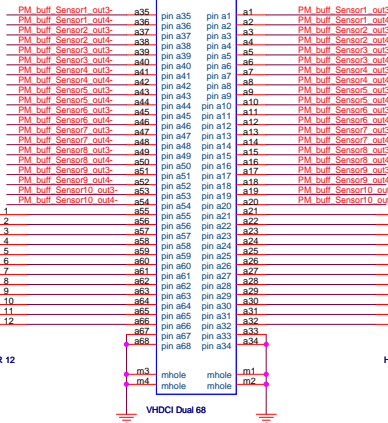 PM_buff_Sensor1_out3- a35 pin a35 pin a1 a1 PM_buff_Sensor1_out3
PM_buff_Sensor1_out4- a36 pin a36 pin a2 a2 PM_buff_Sensor1_out4
PM_buff_Sensor2_out3- a37 pin a37 pin a3 a3 PM_buff_Sensor2_out3
PM_buff_Sensor2_out4- a38 pin a38 pin a4 a4 PM_buff_Sensor2_out4
PM_buff_Sensor3_out3- a39 pin a39 pin a5 a5 PM_buff_Sensor3_out3
PM_buff_Sensor3_out4- a40 pin a40 pin a6 a6 PM_buff_Sensor3_out4
PM_buff_Sensor4_out3- a41 pin a41 pin a7 a7 PM_buff_Sensor4_out3
PM_buff_Sensor4_out4- a42 pin a42 pin a8 a8 PM_buff_Sensor4_out4
PM_buff_Sensor5_out3- a43 pin a43 pin a9 a9 PM_buff_Sensor5_out3
PM_buff_Sensor5_out4- a44 pin a44 pin a10 a10 PM_buff_Sensor5_out4
PM_buff_Sensor6_out3- a45 pin a45 pin a11 a11 PM_buff_Sensor6_out3
PM_buff_Sensor6_out4- a46 pin a46 pin a12 a12 PM_buff_Sensor6_out4
PM_buff_Sensor7_out3- a47 pin a47 pin a13 a13 PM_buff_Sensor7_out3
PM_buff_Sensor7_out4- a48 pin a48 pin a14 a14 PM_buff_Sensor7_out4
PM_buff_Sensor8_out3- a49 pin a49 pin a15 a15 PM_buff_Sensor8_out3
PM_buff_Sensor8_out4- a50 pin a50 pin a16 a16 PM_buff_Sensor8_out4
PM_buff_Sensor9_out3- a51 pin a51 pin a17 a17 PM_buff_Sensor9_out3
PM_buff_Sensor9_out4- a52 pin a52 pin a18 a18 PM_buff_Sensor9_out4
PM_buff_Sensor10_out3- a53 pin a53 pin a19 a19 PM_buff_Sensor10_out
PM_buff_Sensor10_out4- a54 pin a54 pin a20 a20 PM_buff_Sensor10_out
1 a55 pin a55 pin a21 a21
2 a56 pin a56 pin a22 a22
3 a57 pin a57 pin a23 a23
4 a58 pin a58 pin a24 a24
5 a59 pin a59 pin a25 a25
6 a60 pin a60 pin a26 a26
7 a61 pin a61 pin a27 a27
8 a62 pin a62 pin a28 a28
9 a63 pin a63 pin a29 a29
10 a64 pin a64 pin a30 a30
11 a65 pin a65 pin a31 a31
12 a66 pin a66 pin a32 a32
a67 pin a67 pin a33 a33
a68 pin a68 pin a34 a34
R 12
m3 mhole mhole m1
m4 mhole mhole m2
VHDCI Dual 68